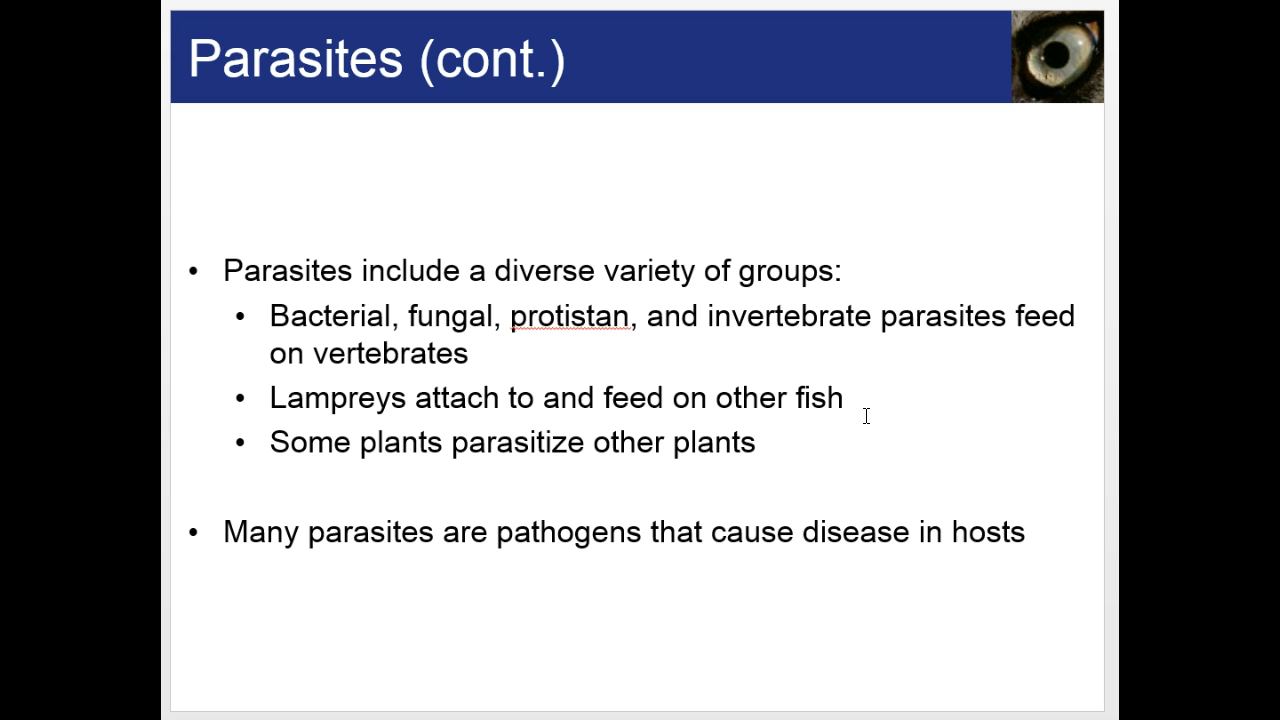 Parasites (cont.)
• Parasites include a diverse variety of groups:
• Bacterial, fungal, protistan, and invertebrate parasites feed
on vertebrates
• Lampreys attach to and feed on other fish
• Some plants parasitize other plants
• Many parasites are pathogens that cause disease in hosts